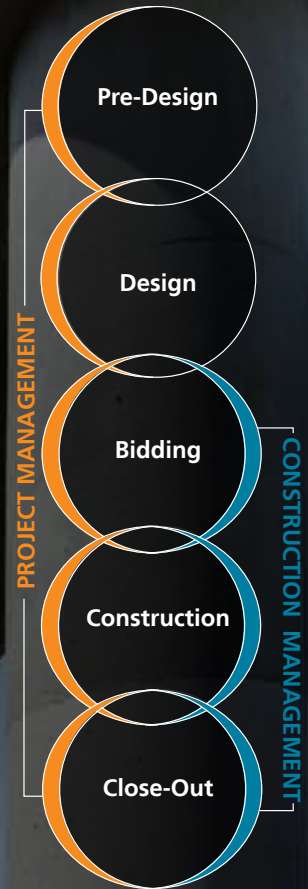 Pre-Design
Design
Bidding
Construction
Close-Out
PROJECT MANAGEMENT
CONSTRUCTION MANAGEMENT